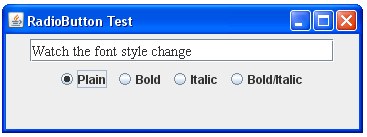 RadioButton Test
Watch the font style change
Plain Bold Italic Bold/Italic